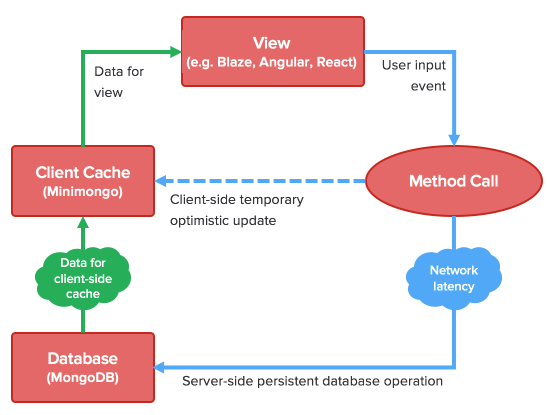 View
(e.g. Blaze, Angular, React)
Data for
view
User input
event
Client Cache
(Minimongo)
Method Call
Client-side temporary
optimistic update
Data for
client-side
cache
Network
latency
Database
(MongoDB)
Server-side persistent database operation